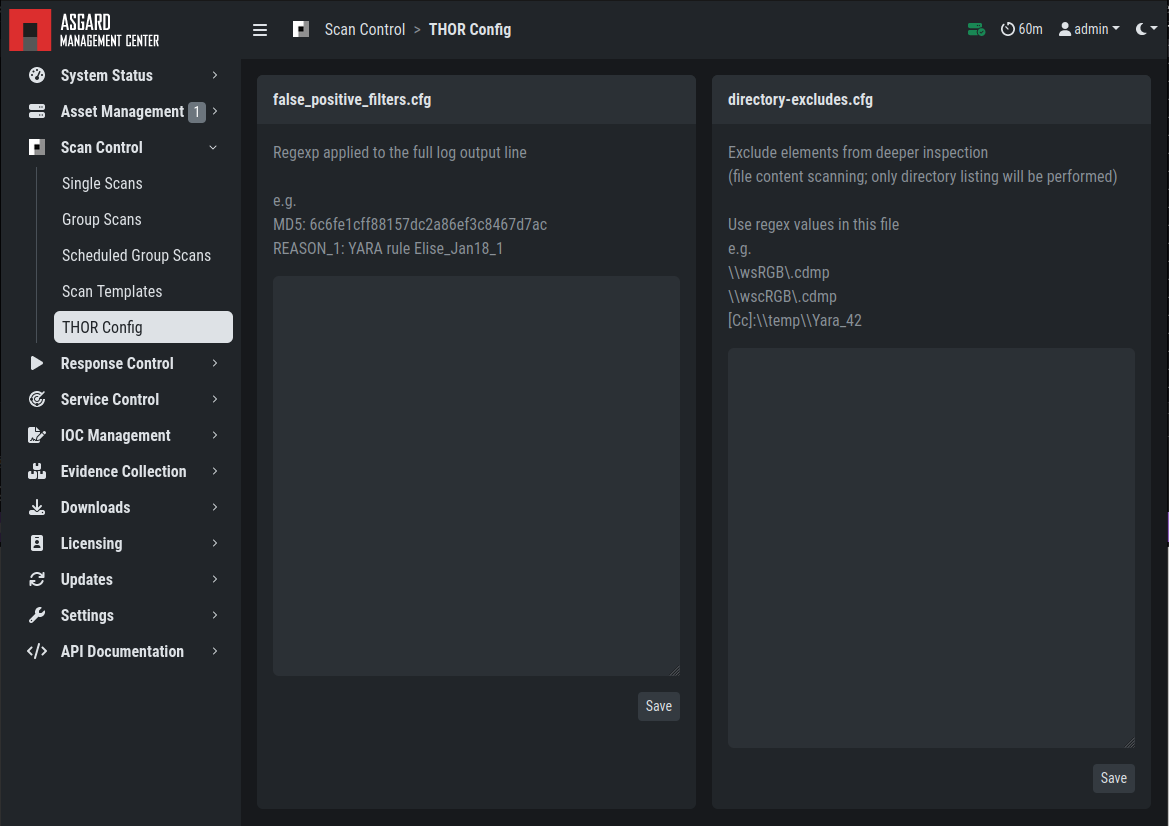 ASGARD
MANAGEMENT CENTER
Scan Control > THOR Config
60m
admin
System Status
Asset Management 1
Scan Control
Single Scans
Group Scans
Scheduled Group Scans
Scan Templates
THOR Config
Response Control
Service Control
IOC Management
Evidence Collection
Downloads
Licensing
Updates
Settings
API Documentation
false_positive_filters.cfg
Regexp applied to the full log output line
e.g.
MD5: 6c6fe1cff88157dc2a86ef3c8467d7ac
REASON_1: YARA rule Elise_Jan18_1
Save
directory-excludes.cfg
Exclude elements from deeper inspection
(file content scanning; only directory listing will be performed)
Use regex values in this file
e.g.
\\wsRGB\.cdmp
\\wscRGB\.cdmp
[Cc]:\\temp\\Yara_42
Save